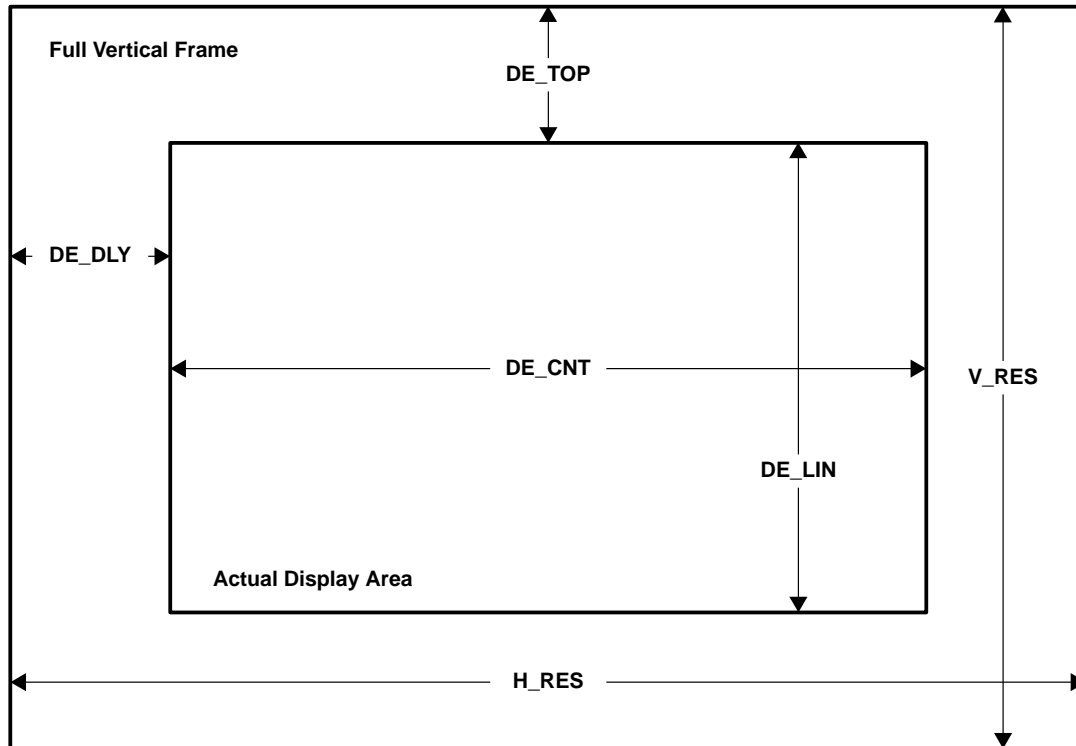 Full Vertical Frame
DE_TOP
DE_DLY
DE_CNT
V_RES
DE_LIN
Actual Display Area
H_RES